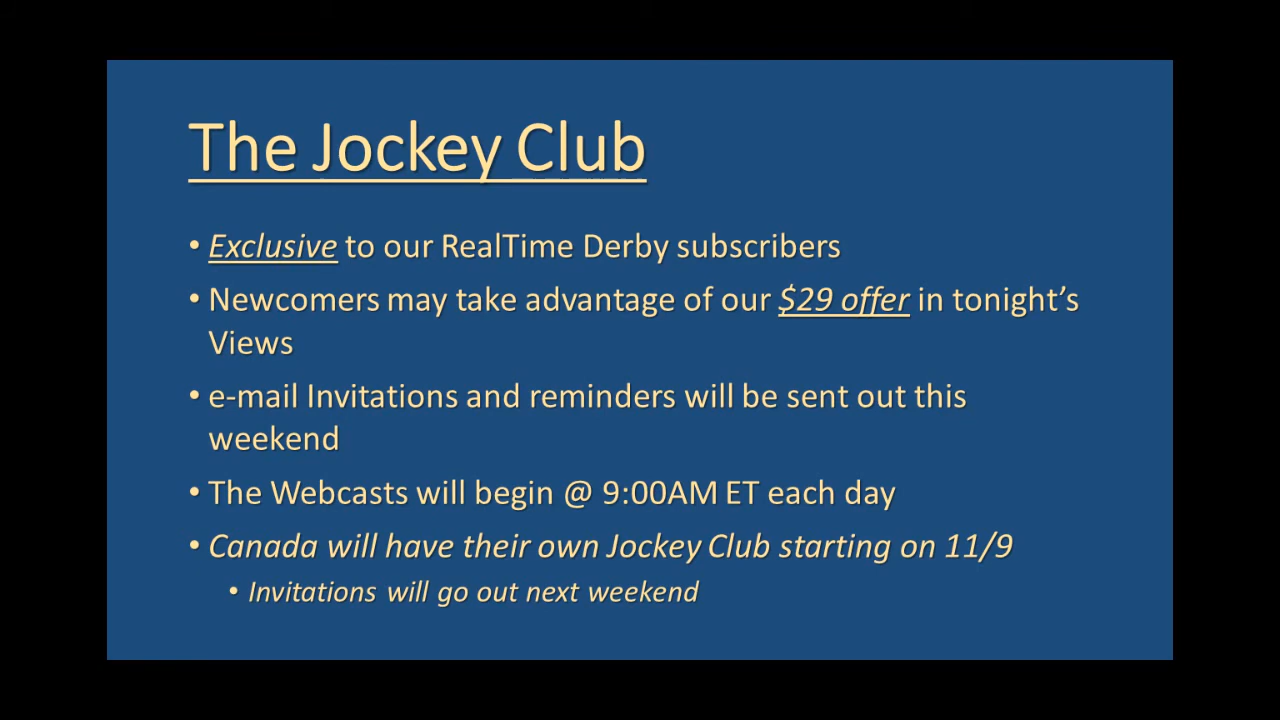 The Jockey Club
• Exclusive to our RealTime Derby subscribers
• Newcomers may take advantage of our $29 offer in tonight's
Views
• e-mail Invitations and reminders will be sent out this
weekend
• The Webcasts will begin @ 9:00AM ET each day
• Canada will have their own Jockey Club starting on 11/9
• Invitations will go out next weekend